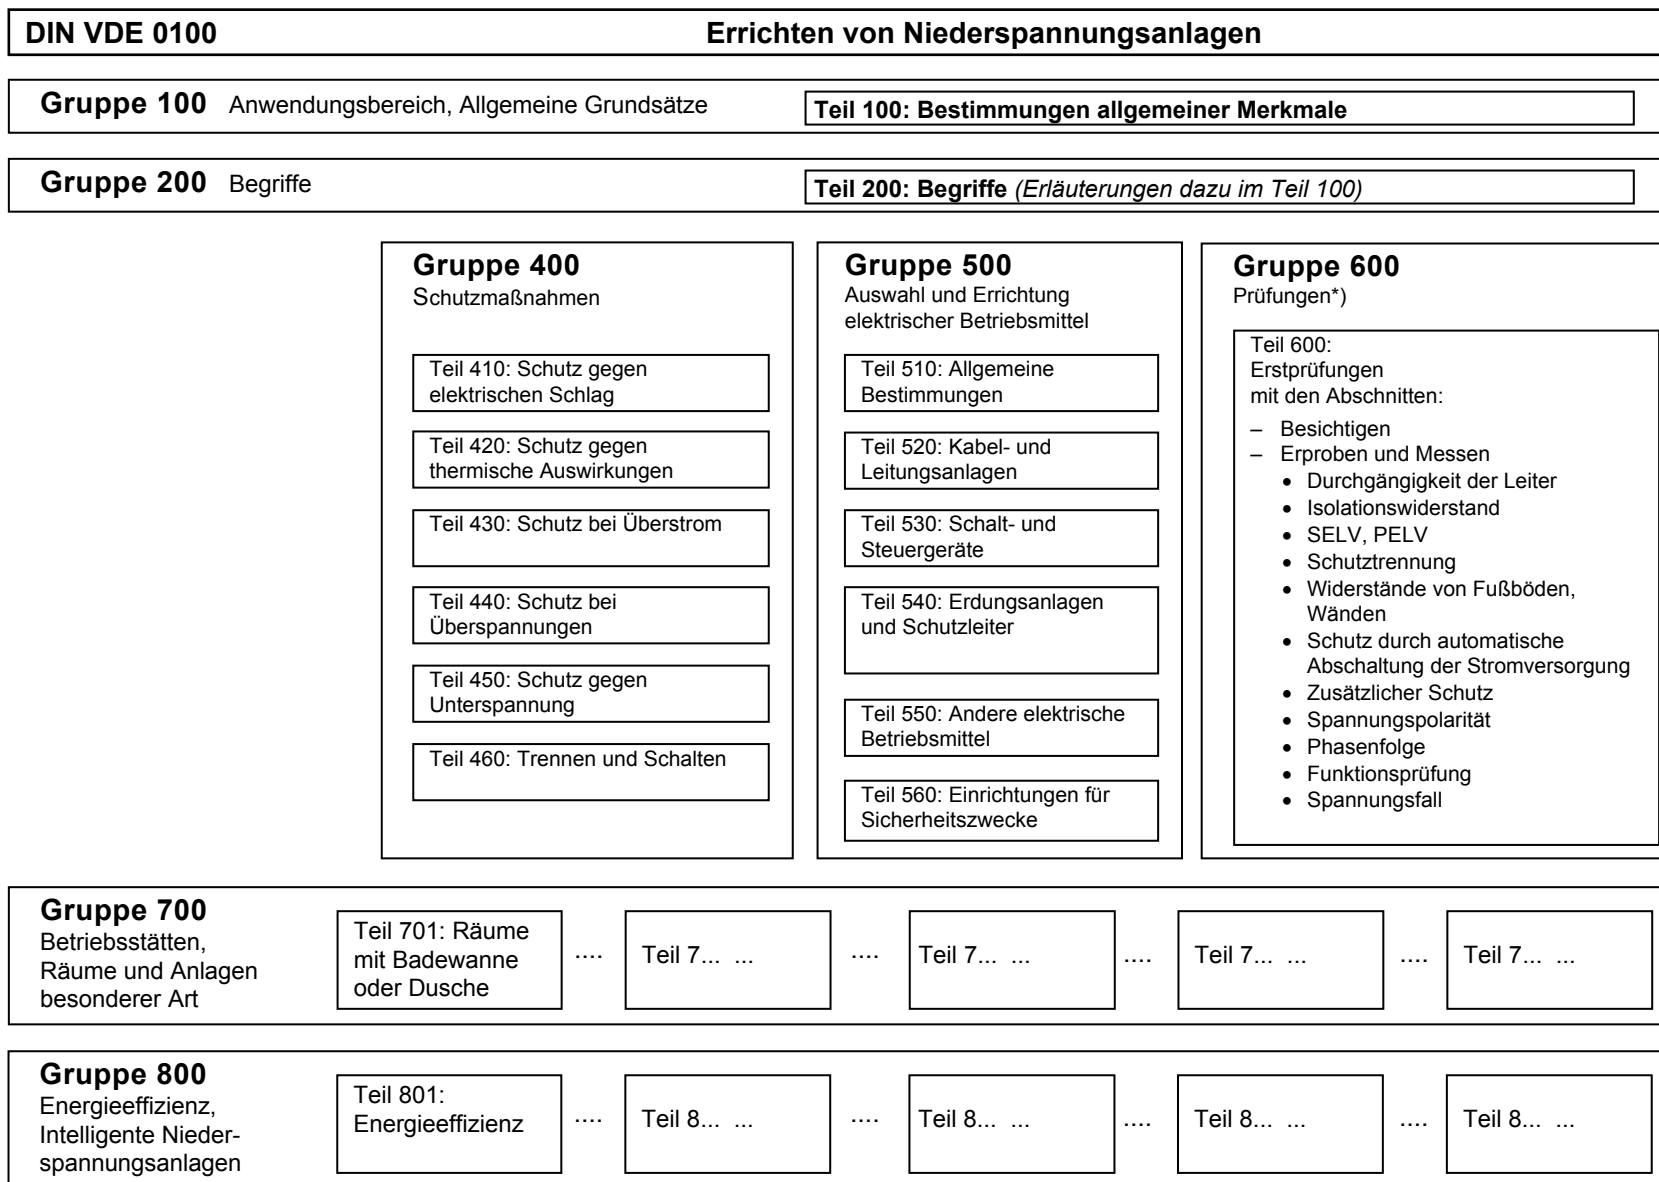 DIN VDE 0100 Errichten von Niederspannungsanlagen
Gruppe 100 Anwendungsbereich, Allgemeine Grundsätze
Teil 100: Bestimmungen allgemeiner Merkmale
Gruppe 200 Begriffe
Teil 200: Begriffe (Erläuterungen dazu im Teil 100)
Gruppe 400
Schutzmaßnahmen
Teil 410: Schutz gegen
elektrischen Schlag
Teil 420: Schutz gegen
thermische Auswirkungen
Teil 430: Schutz bei Überstrom
Teil 440: Schutz bei
Überspannungen
Teil 450: Schutz gegen
Unterspannung
Teil 460: Trennen und Schalten
Gruppe 500
Auswahl und Errichtung
elektrischer Betriebsmittel
Teil 510: Allgemeine
Bestimmungen
Teil 520: Kabel- und
Leitungsanlagen
Teil 530: Schalt- und
Steuergeräte
Teil 540: Erdungsanlagen
und Schutzleiter
Teil 550: Andere elektrische
Betriebsmittel
Teil 560: Einrichtungen für
Sicherheitszwecke
Gruppe 600
Prüfungen*)
Teil 600:
Erstprüfungen
mit den Abschnitten:
– Besichtigen
– Erproben und Messen
• Durchgängigkeit der Leiter
• Isolationswiderstand
• SELV, PELV
• Schutztrennung
• Widerstände von Fußböden,
Wänden
• Schutz durch automatische
Abschaltung der Stromversorgung
• Zusätzlicher Schutz
• Spannungspolarität
• Phasenfolge
• Funktionsprüfung
• Spannungsfall
Gruppe 700
Betriebsstätten,
Räume und Anlagen
besonderer Art
Teil 701: Räume
mit Badewanne
oder Dusche
.... Teil 7... ... .... Teil 7... ... .... Teil 7... ... .... Teil 7... ...
Gruppe 800
Energieeffizienz,
Intelligente Nieder-
spannungsanlagen
Teil 801:
Energieeffizienz
.... Teil 8... ... .... Teil 8... ... .... Teil 8... ... .... Teil 8... ...